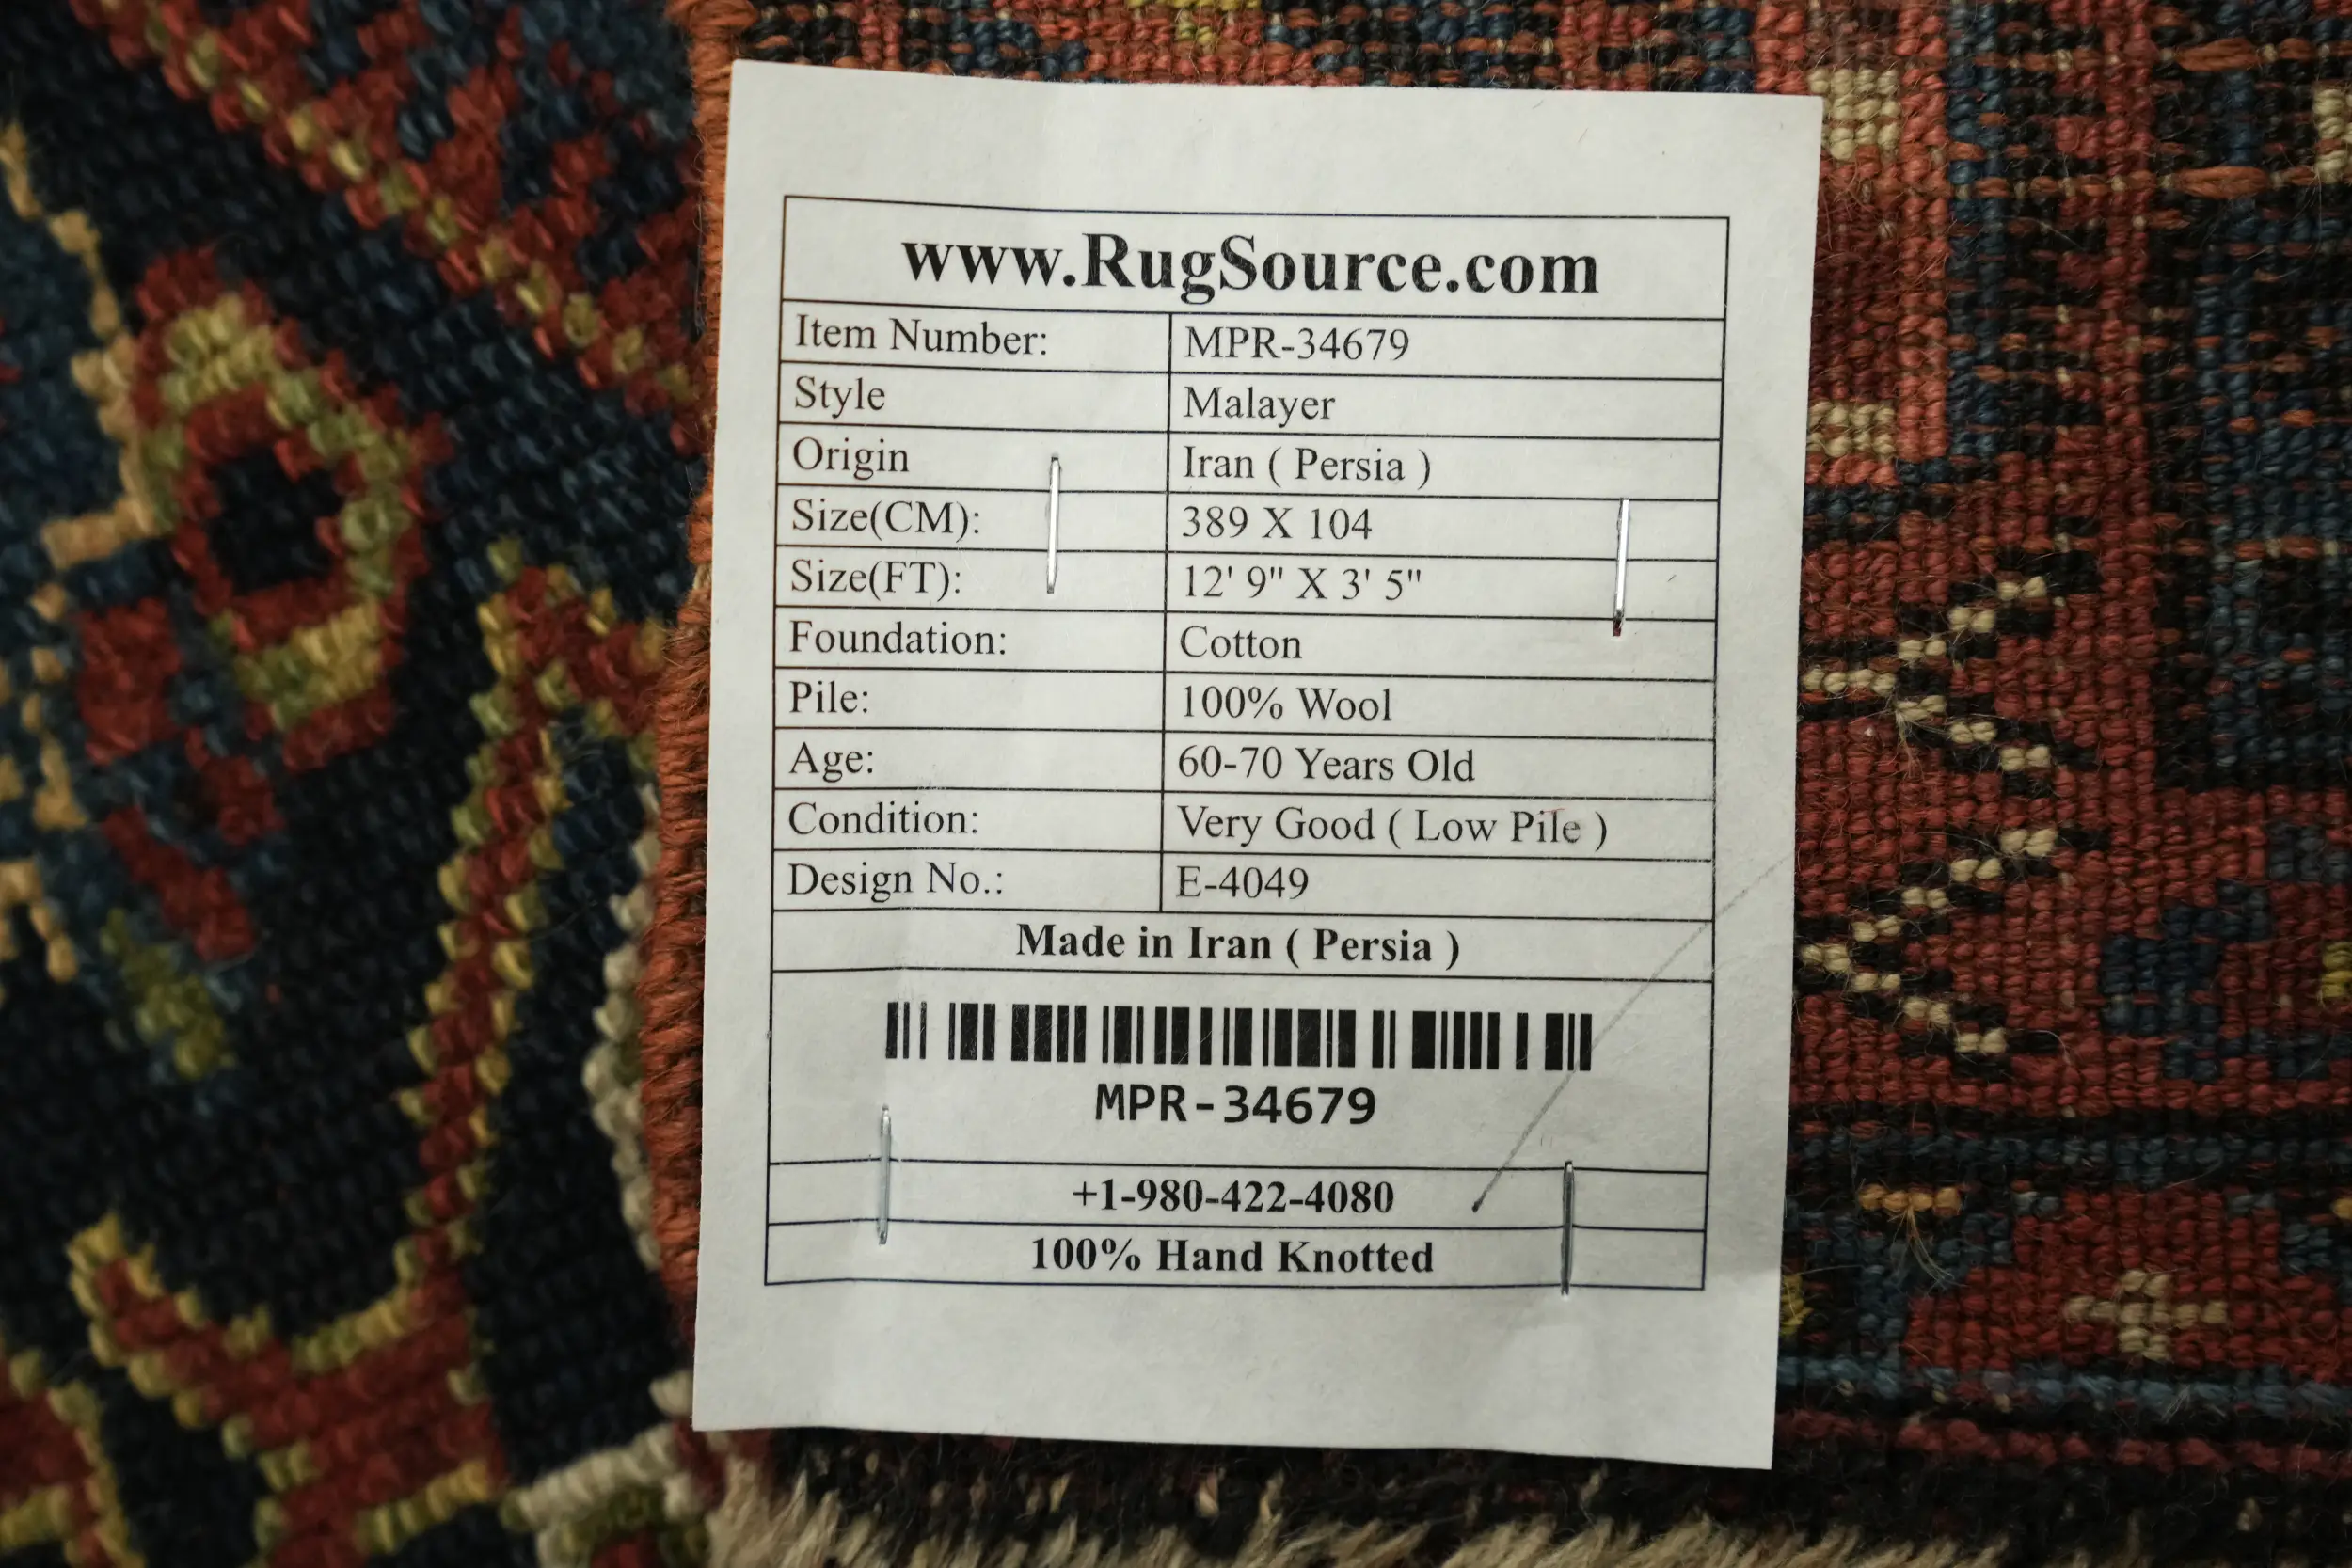 www.RugSource.com
Item Number: MPR-34679
Style Malayer
Origin Iran ( Persia )
Size(CM): 389 X 104
Size(FT): 12' 9" X 3' 5"
Foundation: Cotton
Pile: 100% Wool
Age: 60-70 Years Old
Condition: Very Good ( Low Pile )
Design No.: E-4049
Made in Iran ( Persia )
MPR-34679
+1-980-422-4080
100% Hand Knotted